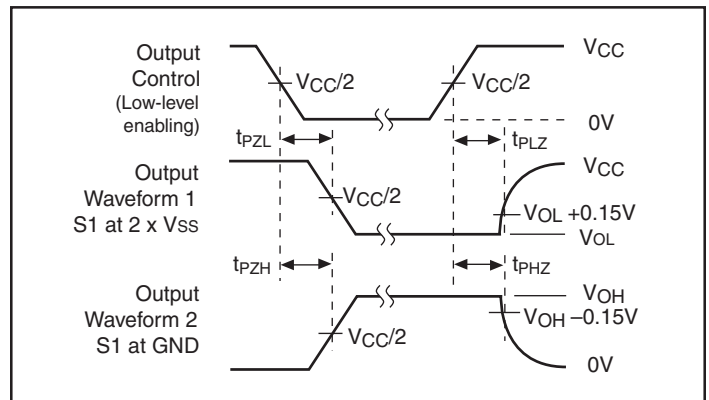 Output
Control
(Low-level
enabling)
VCC/2
VCC/2
VCC
0V
tPZL
tPLZ
Output
Waveform 1
S1 at 2 x VSS
VCC/2
VCC
VOL +0.15V
VOL
tPZH
tPHZ
Output
Waveform 2
S1 at GND
VCC/2
VOH
VOH –0.15V
0V